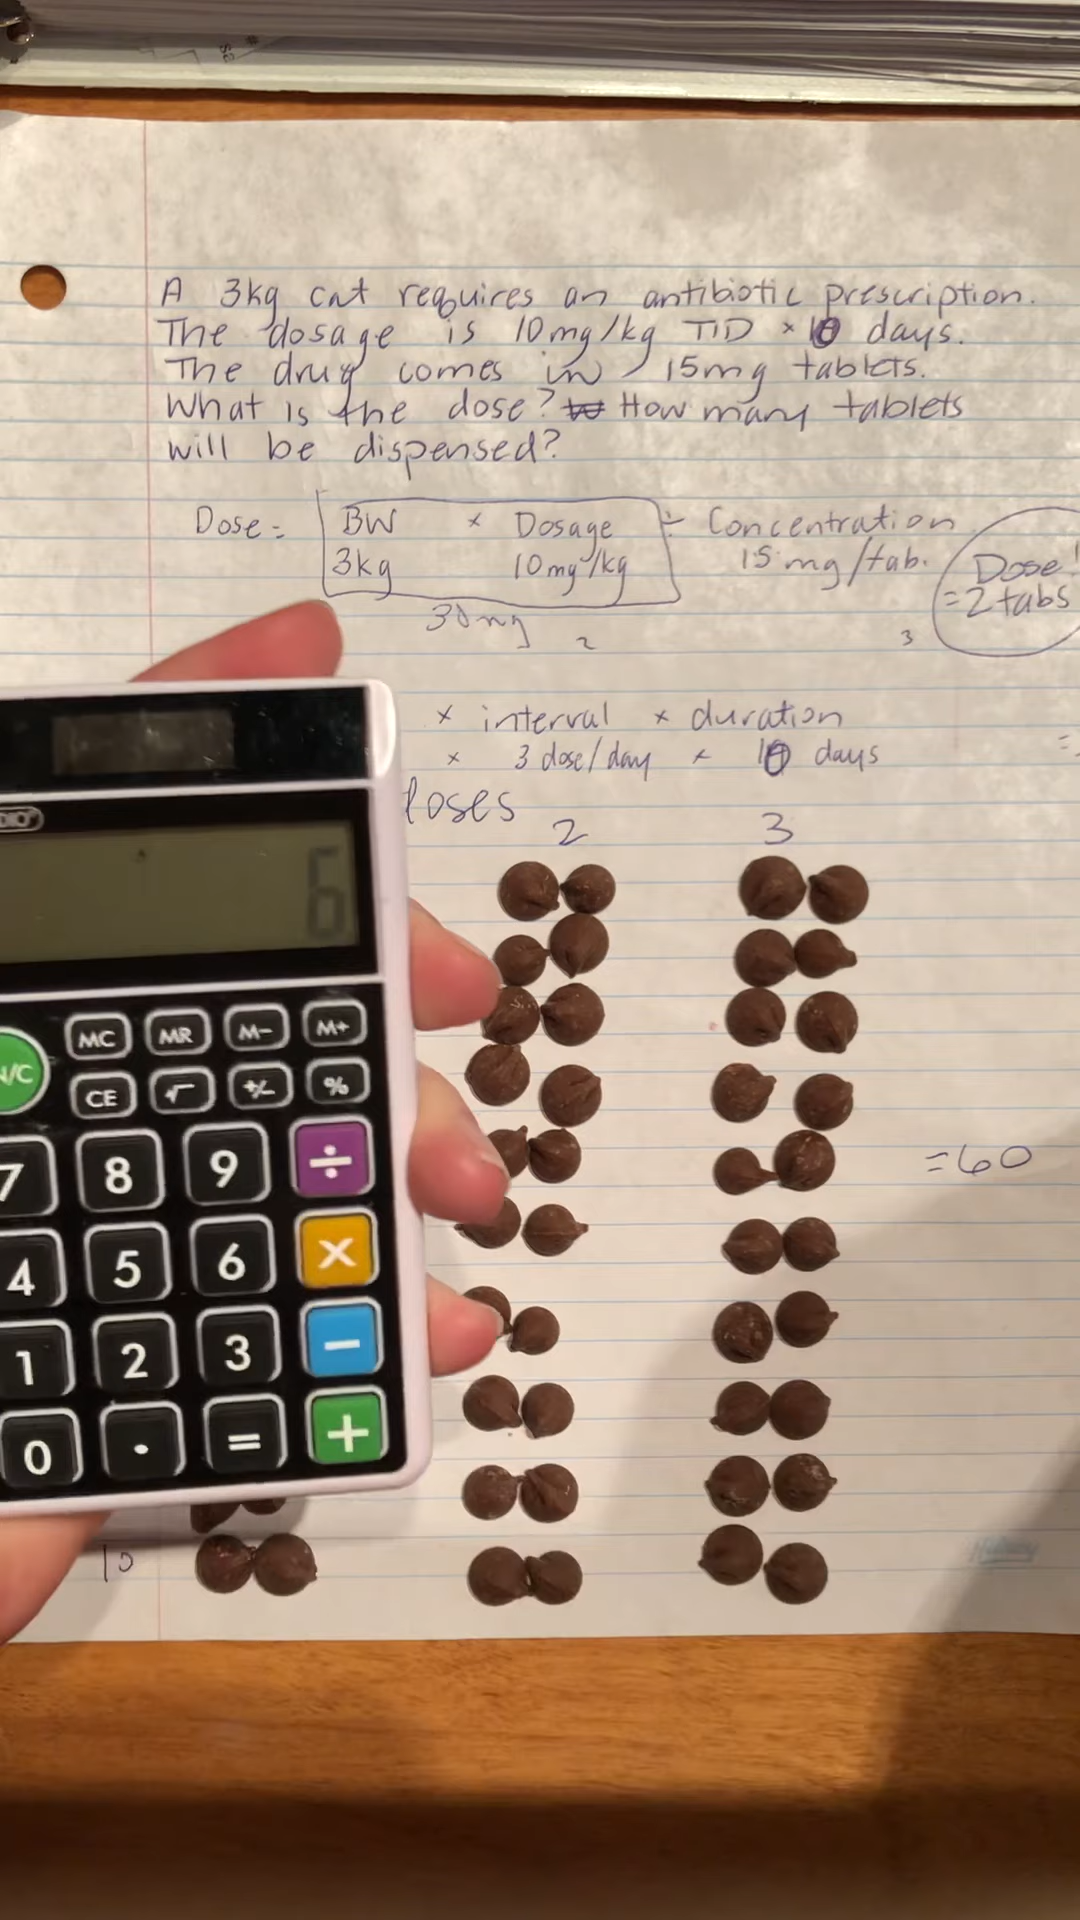 A 3kg cat requires an antibiotic prescription.
The dosage is 10mg/kg TID × 10 days.
The drug comes in 15mg tablets.
What is the dose? How many tablets
will be dispensed?
Dose = BW × Dosage ÷ Concentration
3kg 10mg/kg 15mg/tab.
Dose!
= 2 tabs
30mg
2 3
× interval × duration
× 3 dose/day × 10 days =
loses
2 3
6
MC MR M- M+
/C CE √ +/- %
7 8 9 ÷
4 5 6 ×
1 2 3 −
0 . = +
=60
10